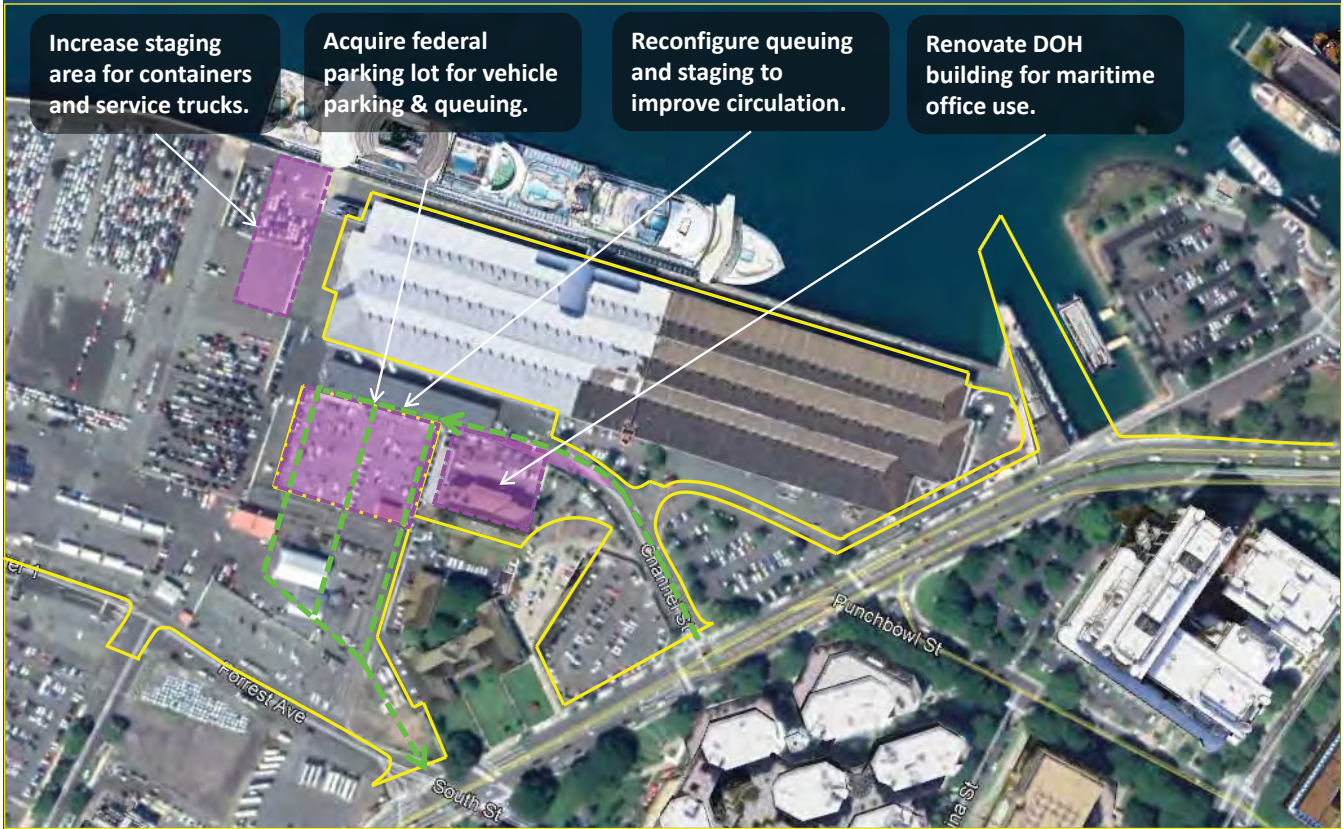 Increase staging
area for containers
and service trucks.
Acquire federal
parking lot for vehicle
parking & queuing.
Reconfigure queuing
and staging to
improve circulation.
Renovate DOH
building for maritime
office use.
Channel St
Punchbowl St
Forrest Ave
South St